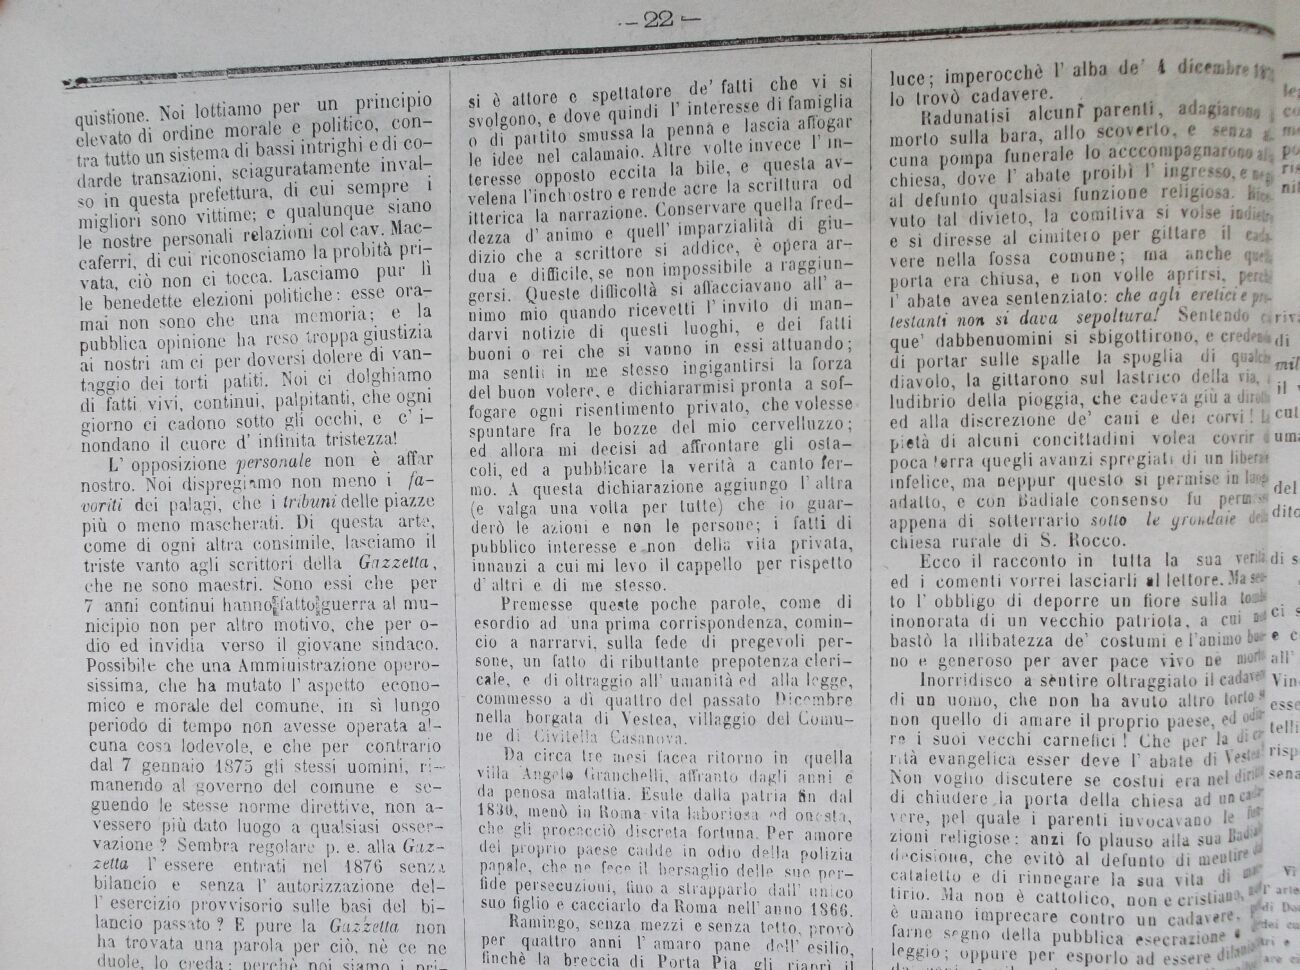 — 22 —
quistione. Noi lottiamo per un principio
elevato di ordine morale e politico, con-
tra tutto un sistema di bassi intrighi e di co-
darde transazioni, sciaguratamente inval-
so in questa prefettura, di cui sempre i
migliori sono vittime; e qualunque siano
le nostre personali relazioni col cav. Mac-
caferri, di cui riconosciamo la probità pri-
vata, ciò non ci tocca. Lasciamo pur lì
le benedette elezioni politiche: esse ora-
mai non sono che una memoria; e la
pubblica opinione ha reso troppa giustizia
ai nostri am ci per doversi dolere di van-
taggio dei torti patiti. Noi ci dolghiamo
di fatti vivi, continui, palpitanti, che ogni
giorno ci cadono sotto gli occhi, e c' i-
nondano il cuore d' infinita tristezza!
L' opposizione personale non è affar
nostro. Noi dispregiamo non meno i fa-
voriti dei palagi, che i tribuni delle piazze
più o meno mascherati. Di questa arte,
come di ogni altra consimile, lasciamo il
triste vanto agli scrittori della Gazzetta,
che ne sono maestri. Sono essi che per
7 anni continui hanno fatto guerra al mu-
nicipio non per altro motivo, che per o-
dio ed invidia verso il giovane sindaco.
Possibile che una Amministrazione opero-
sissima, che ha mutato l' aspetto econo-
mico e morale del comune, in sì lungo
periodo di tempo non avesse operata al-
cuna cosa lodevole, e che per contrario
dal 7 gennaio 1875 gli stessi uomini, ri-
manendo al governo del comune e se-
guendo le stesse norme direttive, non a-
vessero più dato luogo a qualsiasi osser-
vazione? Sembra regolare p. e. alla Gaz-
zetta l' essere entrati nel 1876 senza
bilancio e senza l' autorizzazione del-
l' esercizio provvisorio sulle basi del bi-
lancio passato? E pure la Gazzetta non
ha trovata una parola per ciò, nè ce ne
duole, lo creda; perchè noi siamo i pri-
si è attore e spettatore de' fatti che vi si
svolgono, e dove quindi l' interesse di famiglia
o di partito smussa la penna e lascia affogar
le idee nel calamaio. Altre volte invece l' in-
teresse opposto eccita la bile, e questa av-
velena l'inchiostro e rende acre la scrittura od
itterica la narrazione. Conservare quella fred-
dezza d' animo e quell' imparzialità di giu-
dizio che a scrittore si addice, è opera ar-
dua e difficile, se non impossibile a raggiun-
gersi. Queste difficoltà si affacciavano all' a-
nimo mio quando ricevetti l' invito di man-
darvi notizie di questi luoghi, e dei fatti
buoni o rei che si vanno in essi attuando;
ma sentii in me stesso ingigantirsi la forza
del buon volere, e dichiararmisi pronta a sof-
fogare ogni risentimento privato, che volesse
spuntare fra le bozze del mio cervelluzzo;
ed allora mi decisi ad affrontare gli osta-
coli, ed a pubblicare la verità a canto fer-
mo. A questa dichiarazione aggiungo l'altra
(e valga una volta per tutte) che io guar-
derò le azioni e non le persone; i fatti di
pubblico interesse e non della vita privata,
innanzi a cui mi levo il cappello per rispetto
d' altri e di me stesso.
Premesse queste poche parole, come di
esordio ad una prima corrispondenza, comin-
cio a narrarvi, sulla fede di pregevoli per-
sone, un fatto di ributtante prepotenza cleri-
cale, e di oltraggio all' umanità ed alla legge,
commesso a dì quattro del passato Dicembre
nella borgata di Vestea, villaggio del Comu-
ne di Civitella Casanova.
Da circa tre mesi facea ritorno in quella
villa Angelo Granchelli, affranto dagli anni e
da penosa malattia. Esule dalla patria fin dal
1830, menò in Roma vita laboriosa ed onesta,
che gli procacciò discreta fortuna. Per amore
del proprio paese cadde in odio della polizia
papale, che ne fece il bersaglio delle sue per-
fide persecuzioni, fino a strapparlo dall' unico
suo figlio e cacciarlo da Roma nell'anno 1866.
Ramingo, senza mezzi e senza tetto, provò
per quattro anni l' amaro pane dell' esilio,
finchè la breccia di Porta Pia gli riaprì il
luce; imperocchè l' alba de' 4 dicembre
lo trovò cadavere.
Radunatisi alcuni parenti, adagiarono
morto sulla bara, allo scoverto, e senza
cuna pompa funerale lo acccompagnarono
chiesa, dove l' abate proibì l' ingresso, e
al defunto qualsiasi funzione religiosa.
vuto tal divieto, la comitiva si volse indietro
e si diresse al cimitero per gittare il
vere nella fossa comune; ma anche
porta era chiusa, e non volle aprirsi,
l' abate avea sentenziato: che agli eretici e pro-
testanti non si dava sepoltura! Sentendo
que' dabbenuomini si sbigottirono, e
di portar sulle spalle la spoglia di
diavolo, la gittarono sul lastrico della via,
ludibrio della pioggia, che cadeva giù a
ed alla discrezione de' cani e dei corvi!
pietà di alcuni concittadini volea covrir
poca terra quegli avanzi spregiati di un
infelice, ma neppur questo si permise in
adatto, e con Badiale consenso fu
appena di sotterrarlo sotto le grondaie
chiesa rurale di S. Rocco.
Ecco il racconto in tutta la sua
ed i comenti vorrei lasciarli al lettore. Ma
to l' obbligo di deporre un fiore sulla
inonorata di un vecchio patriota, a cui
bastò la illibatezza de' costumi e l'animo
no e generoso per aver pace vivo nè
Inorridisco a sentire oltraggiato il
di un uomo, che non ha avuto altro torto
non quello di amare il proprio paese, ed
re i suoi vecchi carnefici! Che per la
rità evangelica esser deve l' abate di
Non voglio discutere se costui era nel
di chiudere la porta della chiesa ad un
vere, pel quale i parenti invocavano le
zioni religiose: anzi fo plauso alla sua
decisione, che evitò al defunto di mentire
cataletto e di rinnegare la sua vita di
tirio. Ma non è cattolico, non e cristiano,
è umano imprecare contro un cadavere,
farne segno della pubblica esecrazione
leggio; oppure per esporlo ad essere